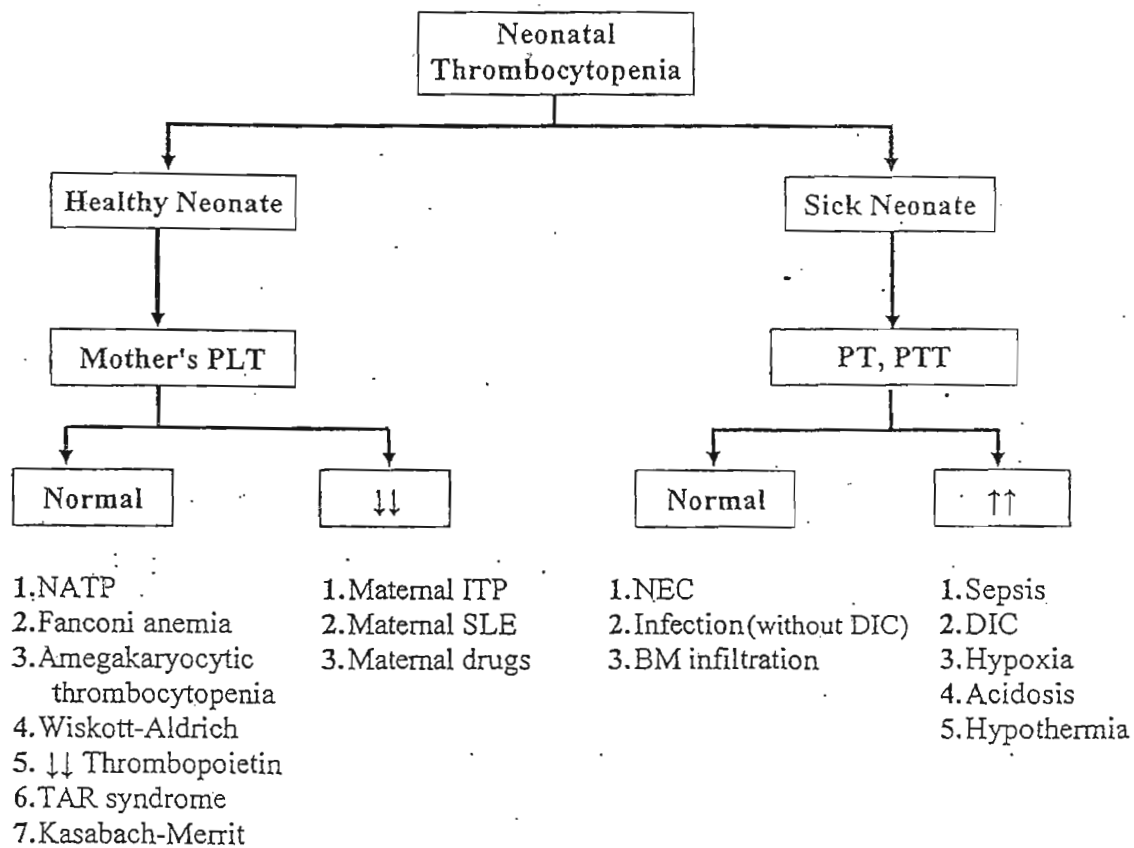 Neonatal
Thrombocytopenia
Healthy Neonate
Sick Neonate
Mother's PLT
PT, PTT
Normal
↓↓
Normal
↑↑
1.NATP
2.Fanconi anemia
3.Amegakaryocytic
thrombocytopenia
4.Wiskott-Aldrich
5. ↓↓ Thrombopoietin
6.TAR syndrome
7.Kasabach-Merrit
1.Maternal ITP
2.Maternal SLE
3.Maternal drugs
1.NEC
2.Infection(without DIC)
3.BM infiltration
1.Sepsis
2.DIC
3.Hypoxia
4.Acidosis
5.Hypothermia